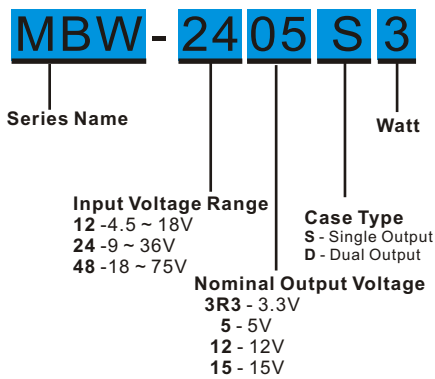 MBW - 24 05 S 3
Series Name
Watt
Input Voltage Range
12 -4.5 ~ 18V
24 -9 ~ 36V
48 -18 ~ 75V
Case Type
S - Single Output
D - Dual Output
Nominal Output Voltage
3R3 - 3.3V
5 - 5V
12 - 12V
15 - 15V